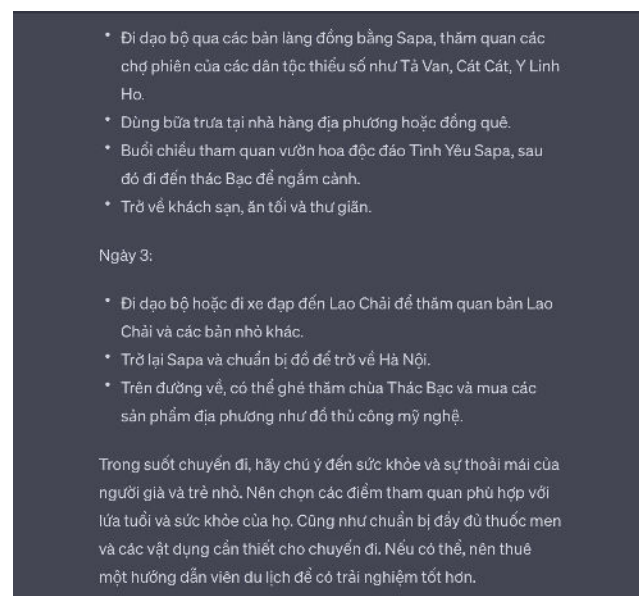 • Đi dạo bộ qua các bản làng đồng bằng Sapa, thăm quan các
chợ phiên của các dân tộc thiểu số như Tả Van, Cát Cát, Y Linh
Ho.
• Dùng bữa trưa tại nhà hàng địa phương hoặc đồng quê.
• Buổi chiều tham quan vườn hoa độc đáo Tình Yêu Sapa, sau
đó đi đến thác Bạc để ngắm cảnh.
• Trở về khách sạn, ăn tối và thư giãn.
Ngày 3:
• Đi dạo bộ hoặc đi xe đạp đến Lao Chải để thăm quan bản Lao
Chải và các bản nhỏ khác.
• Trở lại Sapa và chuẩn bị đồ để trở về Hà Nội.
• Trên đường về, có thể ghé thăm chùa Thác Bạc và mua các
sản phẩm địa phương như đồ thủ công mỹ nghệ.
Trong suốt chuyến đi, hãy chú ý đến sức khỏe và sự thoải mái của
người già và trẻ nhỏ. Nên chọn các điểm tham quan phù hợp với
lứa tuổi và sức khỏe của họ. Cũng như chuẩn bị đầy đủ thuốc men
và các vật dụng cần thiết cho chuyến đi. Nếu có thể, nên thuê
một hướng dẫn viên du lịch để có trải nghiệm tốt hơn.